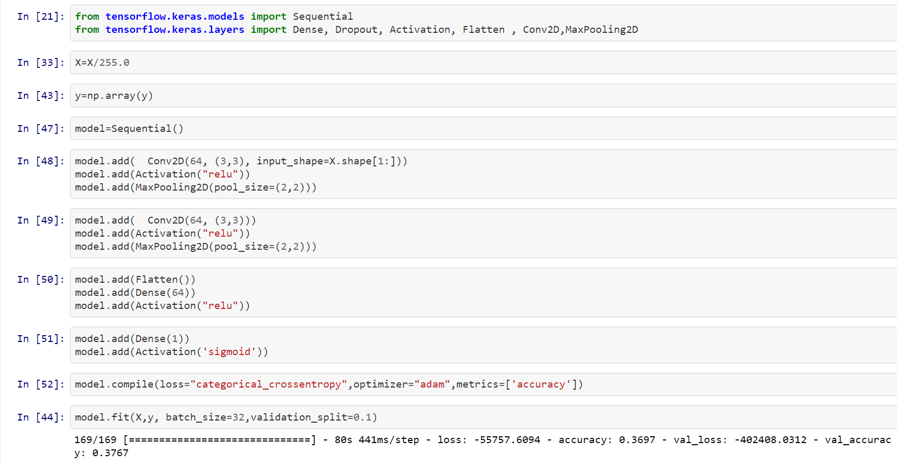 In [21]: from tensorflow.keras.models import Sequential
from tensorflow.keras.layers import Dense, Dropout, Activation, Flatten , Conv2D,MaxPooling2D
In [33]: X=X/255.0
In [43]: y=np.array(y)
In [47]: model=Sequential()
In [48]: model.add(  Conv2D(64, (3,3), input_shape=X.shape[1:]))
model.add(Activation("relu"))
model.add(MaxPooling2D(pool_size=(2,2)))
In [49]: model.add(  Conv2D(64, (3,3)))
model.add(Activation("relu"))
model.add(MaxPooling2D(pool_size=(2,2)))
In [50]: model.add(Flatten())
model.add(Dense(64))
model.add(Activation("relu"))
In [51]: model.add(Dense(1))
model.add(Activation('sigmoid'))
In [52]: model.compile(loss="categorical_crossentropy",optimizer="adam",metrics=['accuracy'])
In [44]: model.fit(X,y, batch_size=32,validation_split=0.1)
169/169 [==============================] - 80s 441ms/step - loss: -55757.6094 - accuracy: 0.3697 - val_loss: -402408.0312 - val_accurac
y: 0.3767